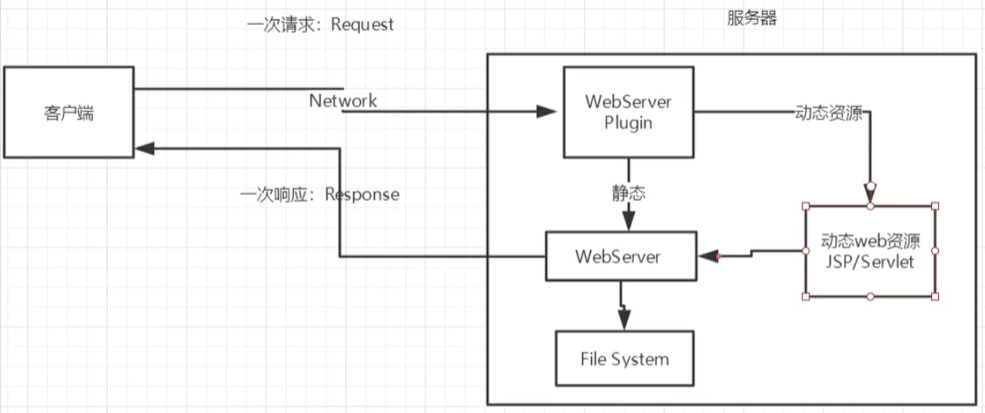 一次请求：Request
服务器
客户端
Network
WebServer
Plugin
动态资源
一次响应：Response
静态
WebServer
动态web资源
JSP/Servlet
File System